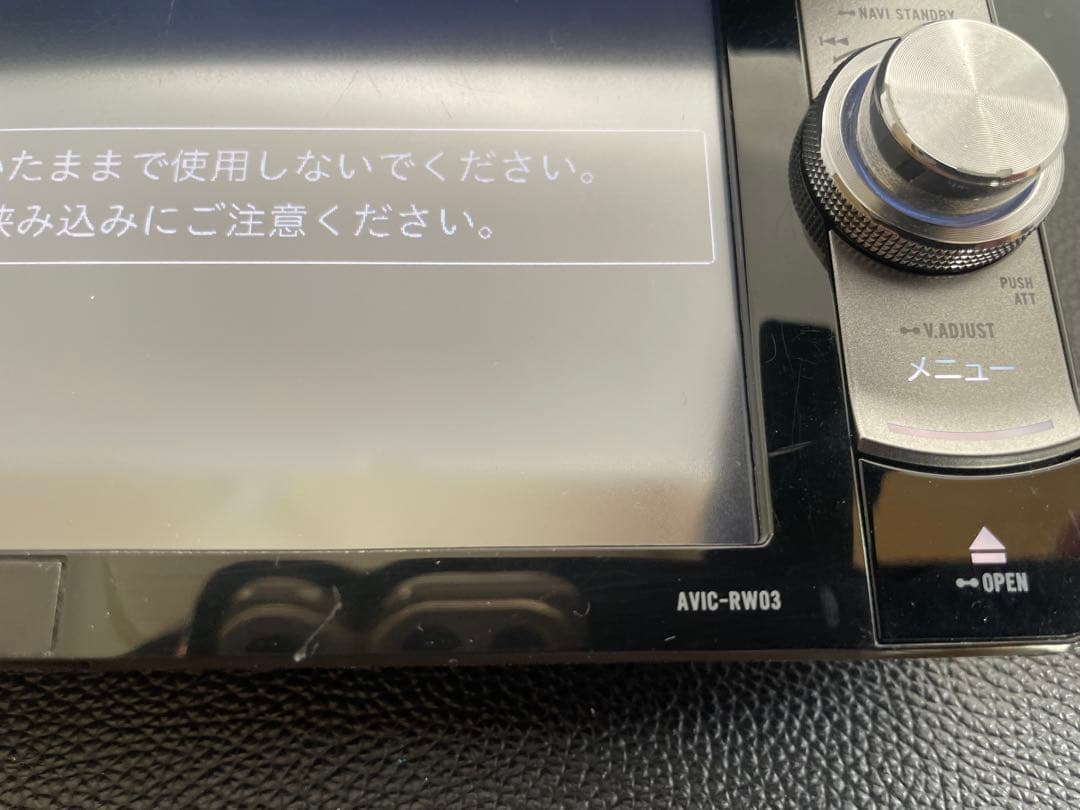 NAVI STANDBY
いたままで使用しないでください。
挟み込みにご注意ください。
PUSH
ATT
V.ADJUST
メニュー
OPEN
AVIC-RW03